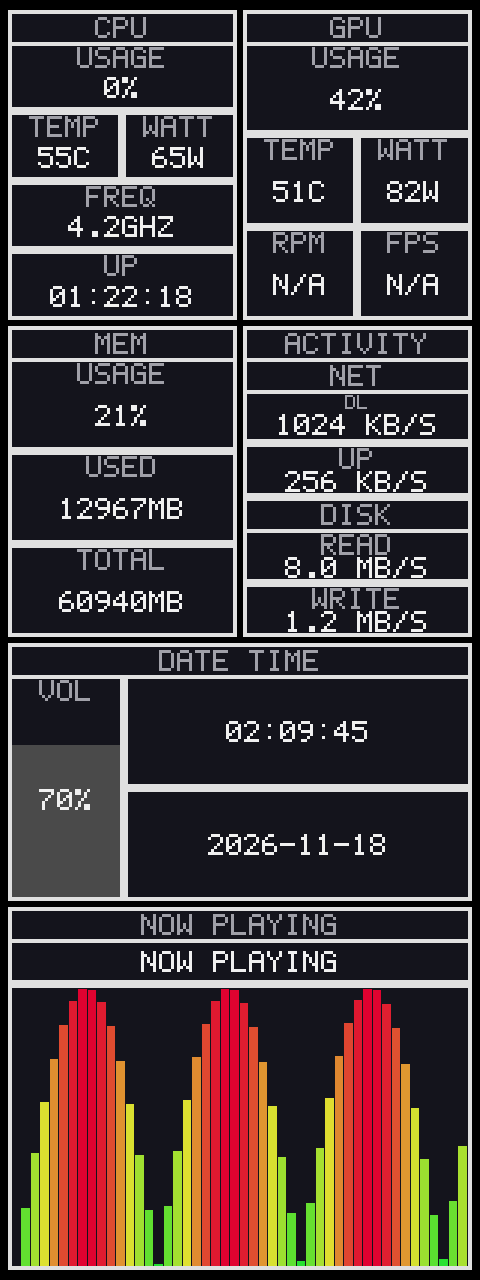 CPU
USAGE
0%
TEMP
55C
WATT
65W
FREQ
4.2GHZ
UP
01:22:18
GPU
USAGE
42%
TEMP
51C
WATT
82W
RPM
N/A
FPS
N/A
MEM
USAGE
21%
USED
12967MB
TOTAL
60940MB
ACTIVITY
NET
DL
1024 KB/S
UP
256 KB/S
DISK
READ
8.0 MB/S
WRITE
1.2 MB/S
DATE TIME
VOL
70%
02:09:45
2026-11-18
NOW PLAYING
NOW PLAYING